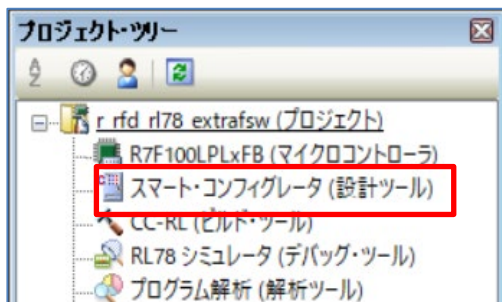 プロジェクト・ツリー
r_rfd_rl78_extrafsw (プロジェクト)
R7F100LPLxFB (マイクロコントローラ)
スマート・コンフィグレータ (設計ツール)
CC-RL (ビルド・ツール)
RL78 シミュレータ (デバッグ・ツール)
プログラム解析 (解析ツール)